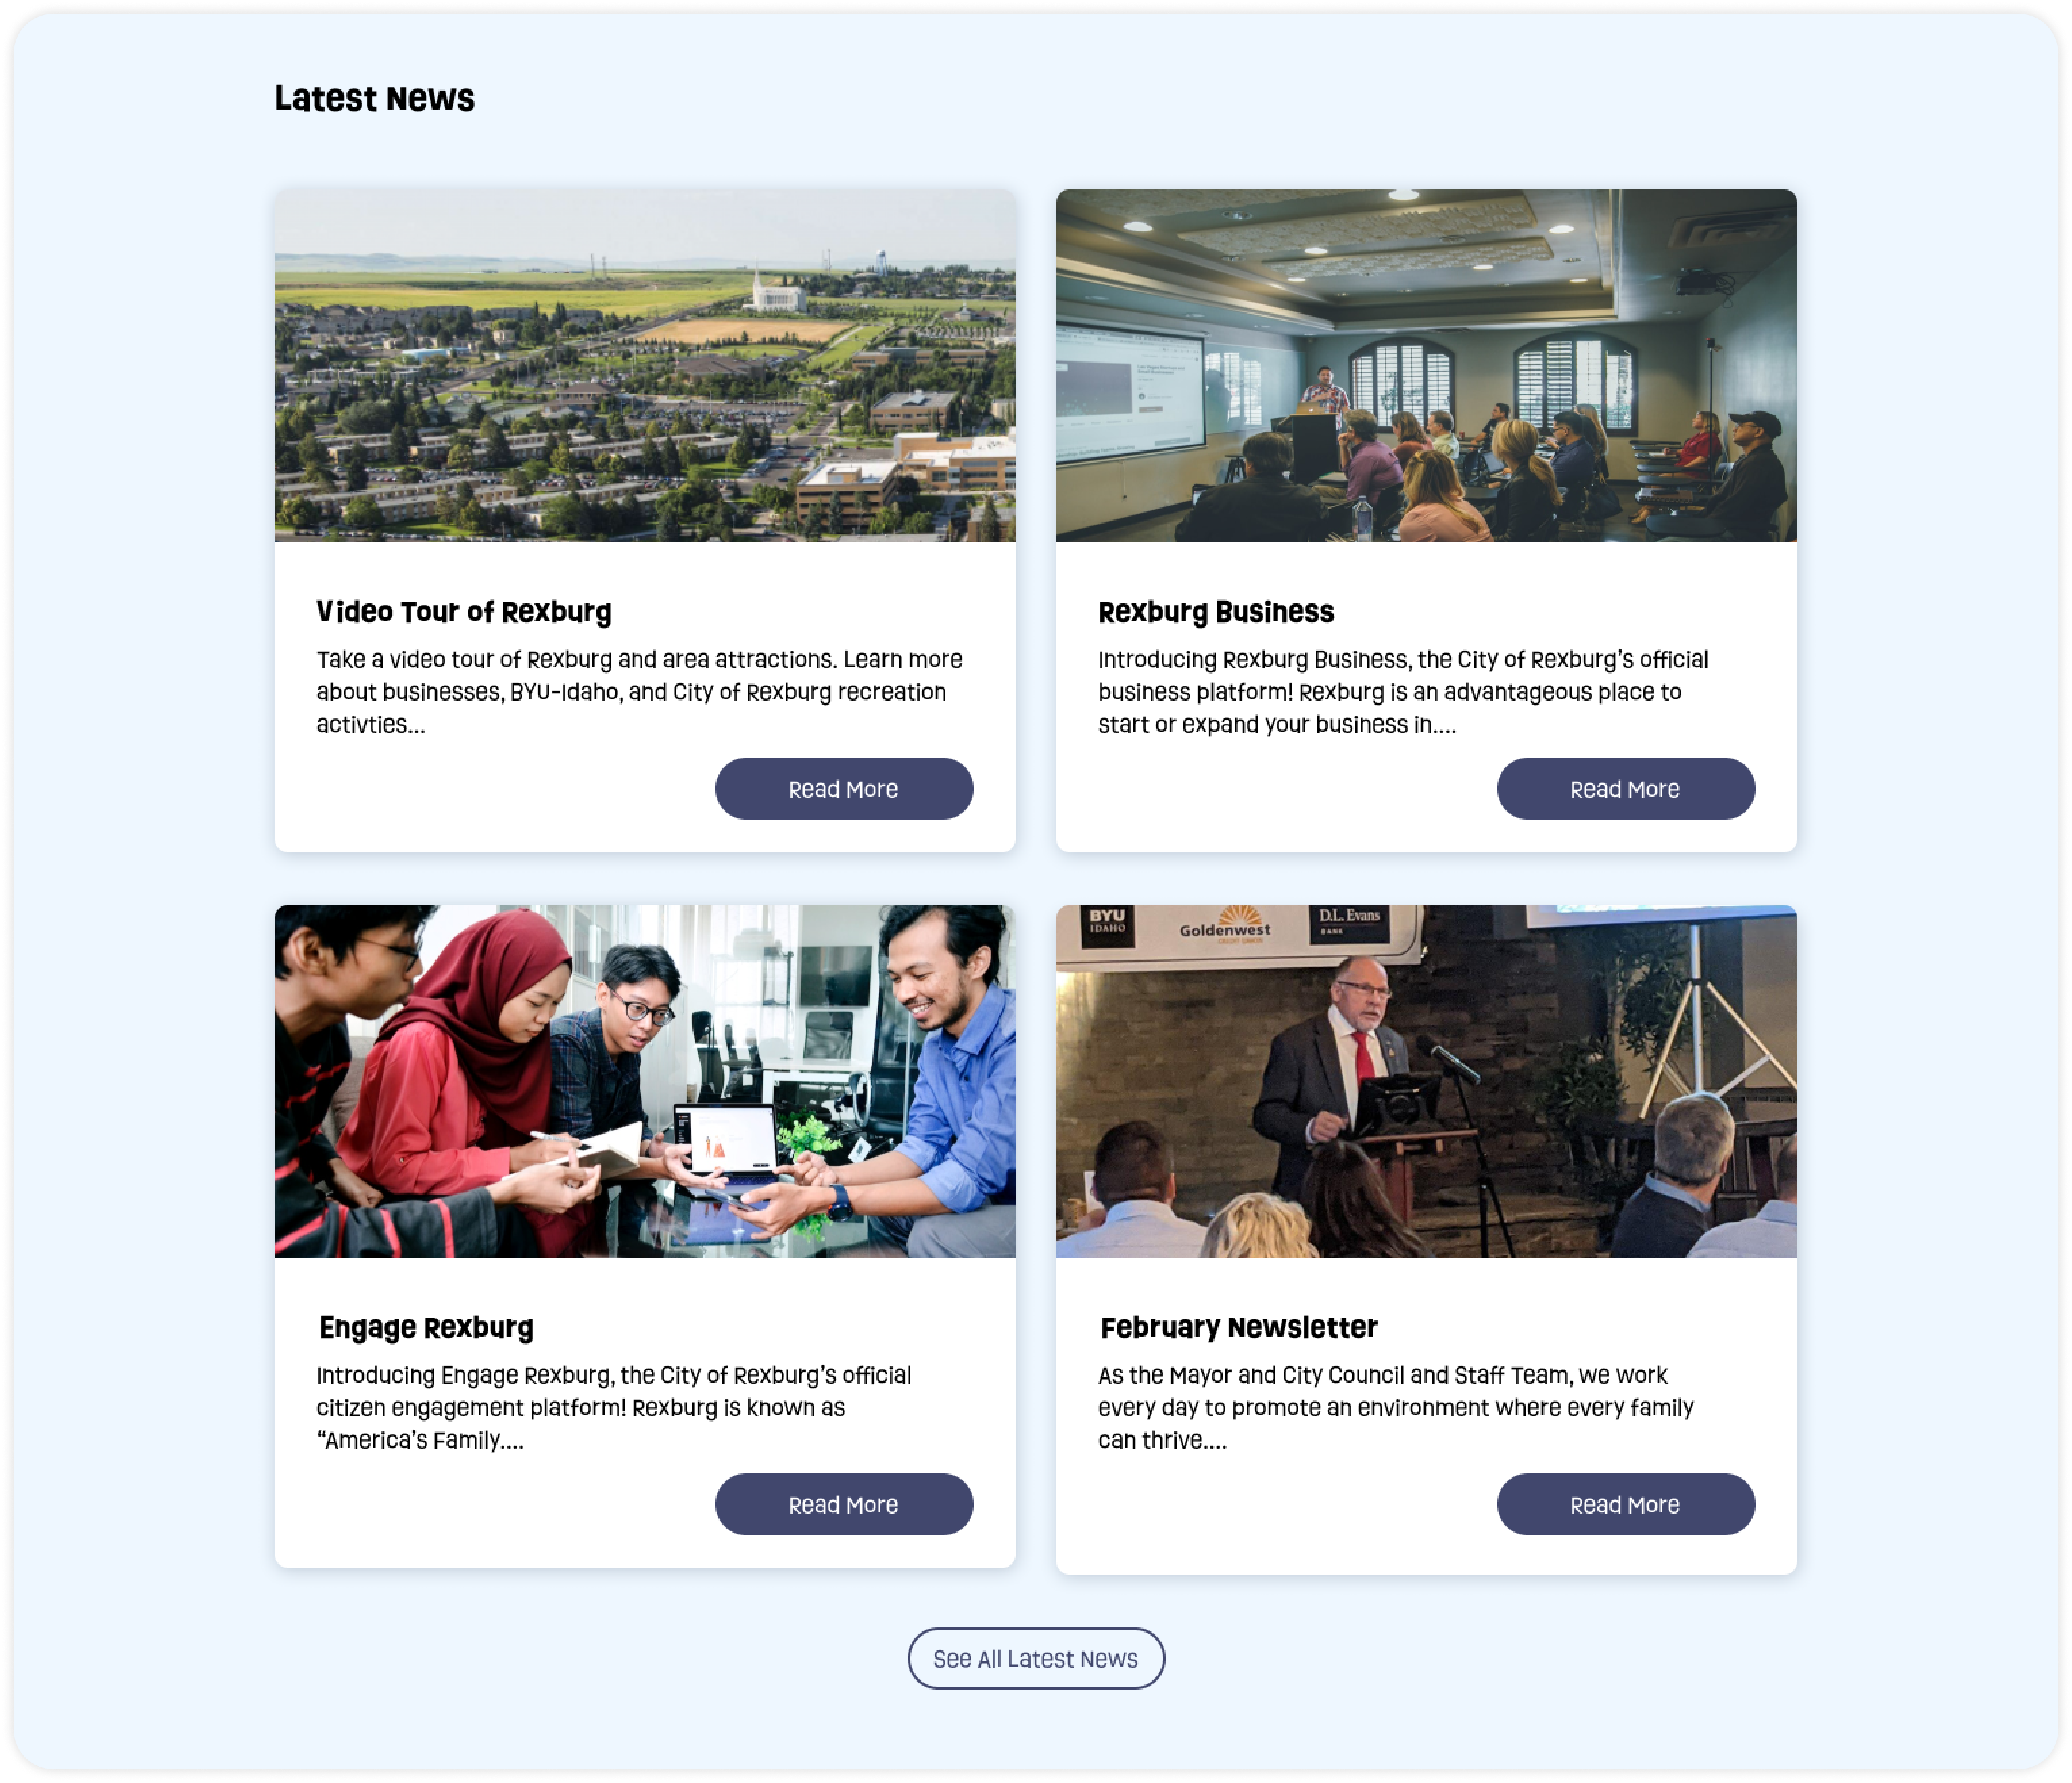 Latest News
Video Tour of Rexburg
Take a video tour of Rexburg and area attractions. Learn more
about businesses, BYU-Idaho, and City of Rexburg recreation
activties...
Read More
Rexburg Business
Introducing Rexburg Business, the City of Rexburg’s official
business platform! Rexburg is an advantageous place to
start or expand your business in....
Read More
BYU
IDAHO
Goldenwest
CREDIT UNION
D.L. Evans
BANK
Engage Rexburg
Introducing Engage Rexburg, the City of Rexburg’s official
citizen engagement platform! Rexburg is known as
“America’s Family....
Read More
February Newsletter
As the Mayor and City Council and Staff Team, we work
every day to promote an environment where every family
can thrive....
Read More
See All Latest News